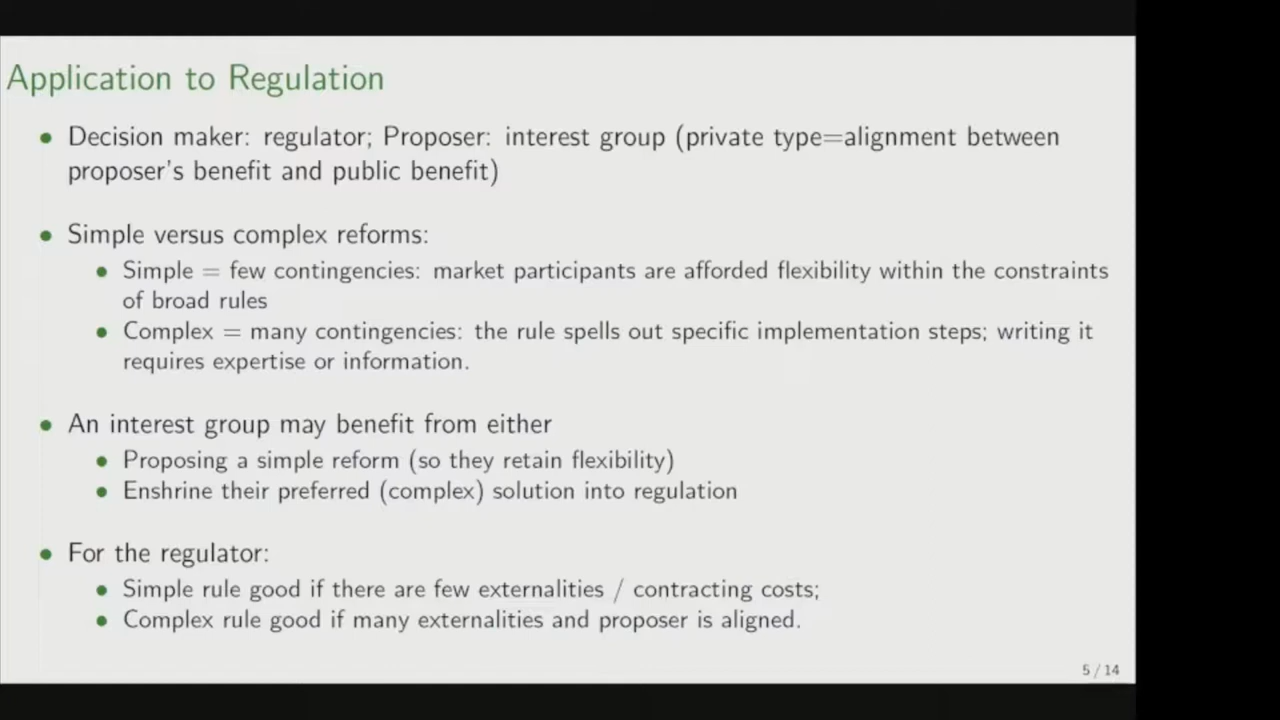 Application to Regulation
• Decision maker: regulator; Proposer: interest group (private type=alignment between
proposer's benefit and public benefit)
• Simple versus complex reforms:
• Simple = few contingencies: market participants are afforded flexibility within the constraints
of broad rules
• Complex = many contingencies: the rule spells out specific implementation steps; writing it
requires expertise or information.
• An interest group may benefit from either
• Proposing a simple reform (so they retain flexibility)
• Enshrine their preferred (complex) solution into regulation
• For the regulator:
• Simple rule good if there are few externalities / contracting costs;
• Complex rule good if many externalities and proposer is aligned.
5 / 14